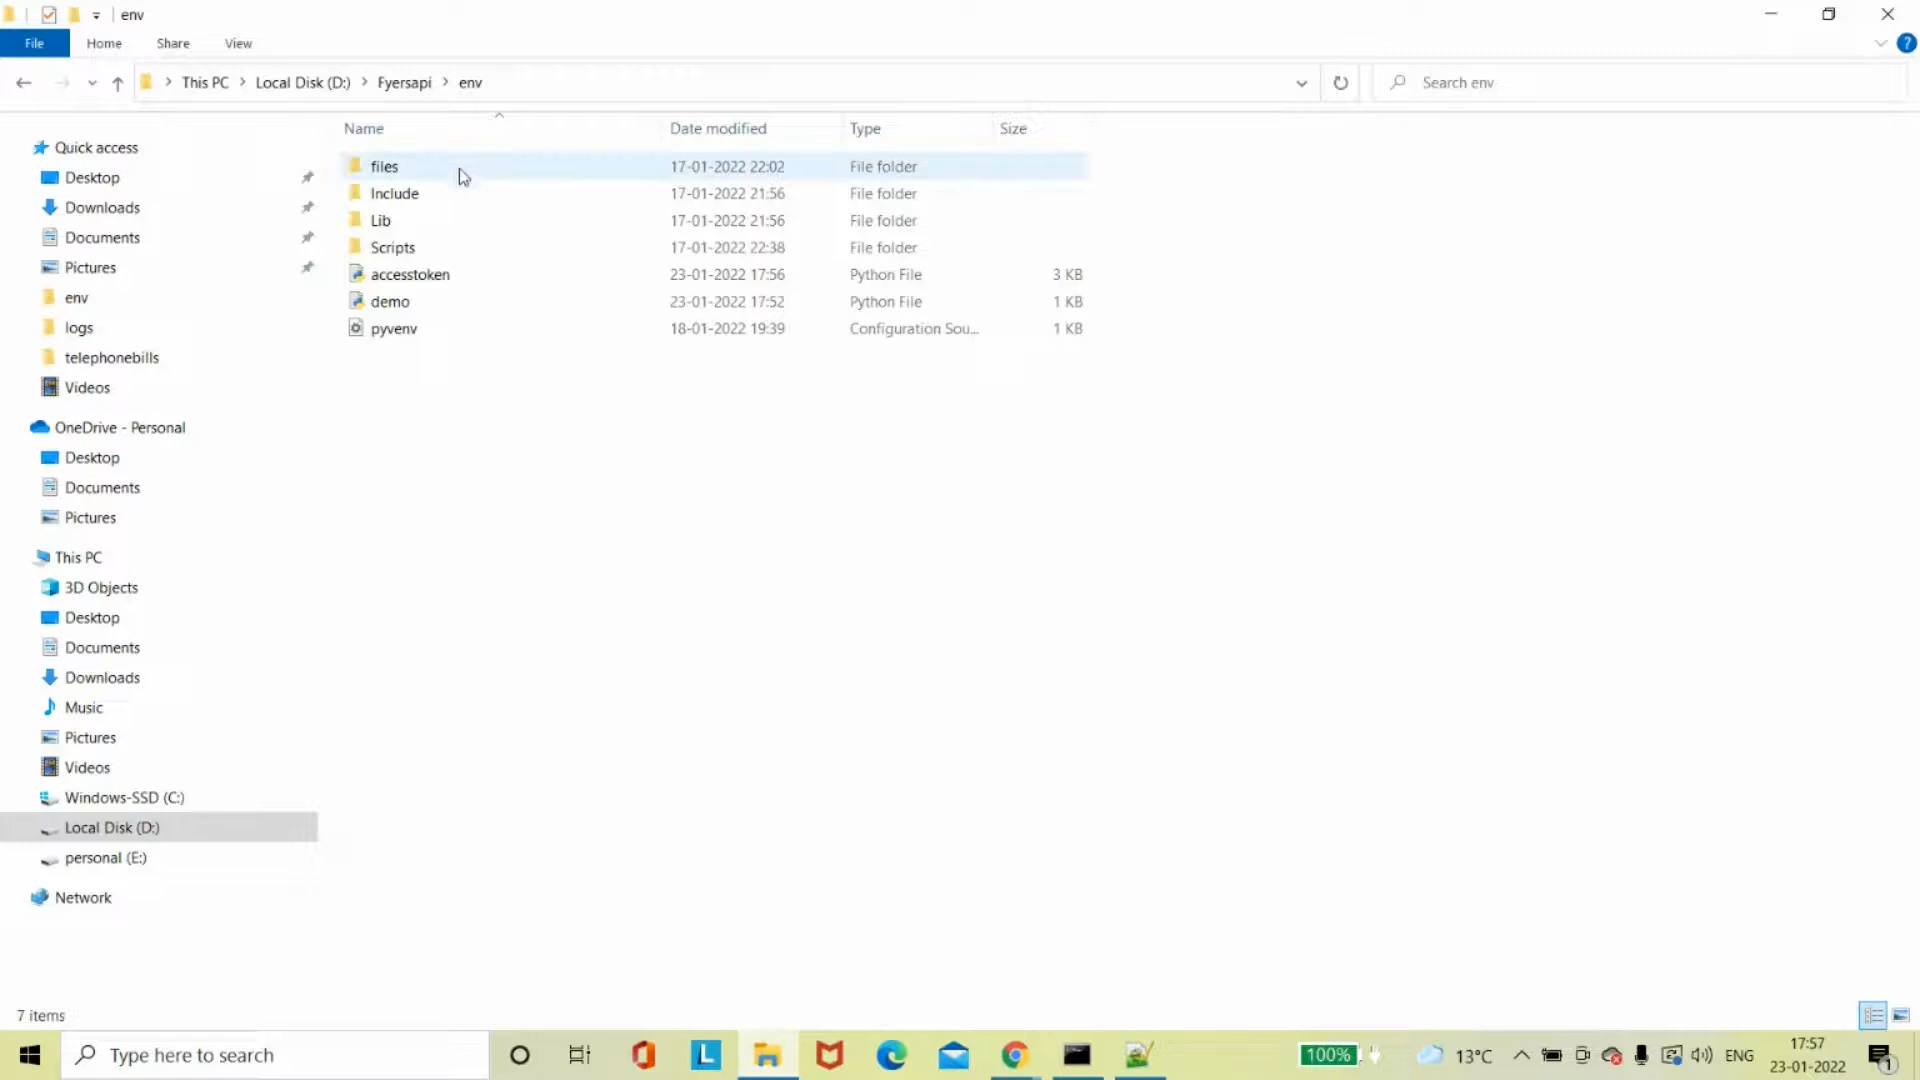 env
File Home Share View
This PC Local Disk (D:) Fyersapi env Search env
Name Date modified Type Size
files 17-01-2022 22:02 File folder
Include 17-01-2022 21:56 File folder
Lib 17-01-2022 21:56 File folder
Scripts 17-01-2022 22:38 File folder
accesstoken 23-01-2022 17:56 Python File 3 KB
demo 23-01-2022 17:52 Python File 1 KB
pyvenv 18-01-2022 19:39 Configuration Sou... 1 KB
Quick access
Desktop
Downloads
Documents
Pictures
env
logs
telephonebills
Videos
OneDrive - Personal
Desktop
Documents
Pictures
This PC
3D Objects
Desktop
Documents
Downloads
Music
Pictures
Videos
Windows-SSD (C:)
Local Disk (D:)
personal (E:)
Network
7 items
Type here to search
L
100%
13°C
ENG
17:57
23-01-2022
1